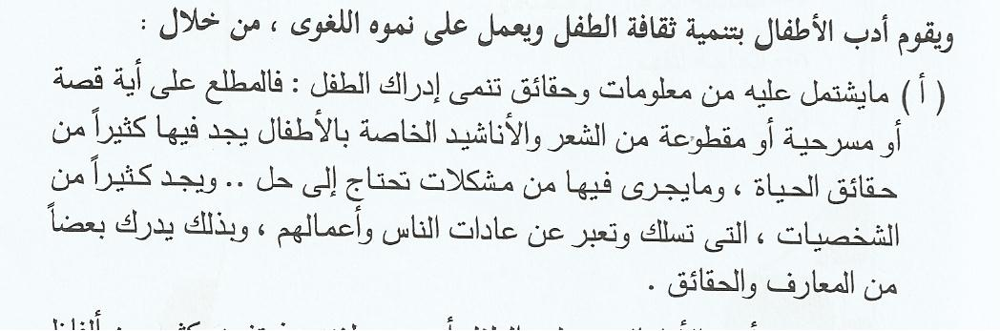 ويقوم أدب الأطفال بتنمية ثقافة الطفل ويعمل على نموه اللغوى ، من خلال :
( أ ) مايشتمل عليه من معلومات وحقائق تنمى إدراك الطفل : فالمطلع على أية قصة
أو مسرحية أو مقطوعة من الشعر والأناشيد الخاصة بالأطفال يجد فيها كثيراً من
حقائق الحياة ، ومايجرى فيها من مشكلات تحتاج إلى حل .. ويجد كثيراً من
الشخصيات ، التى تسلك وتعبر عن عادات الناس وأعمالهم ، وبذلك يدرك بعضاً
من المعارف والحقائق .